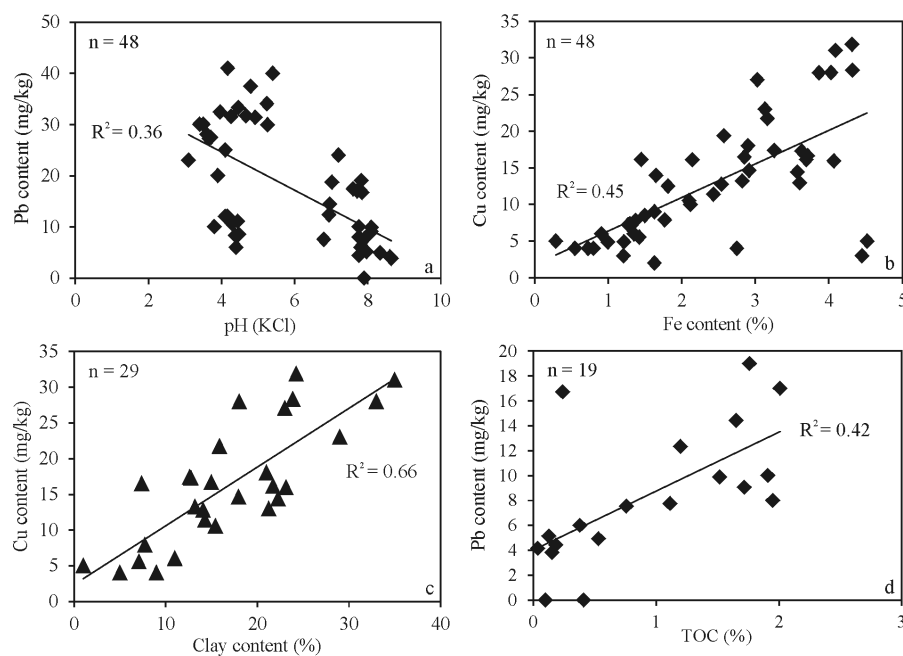 n = 48
Pb content (mg/kg)
50
40
30
20
10
0
R² = 0.36
a
0 2 4 6 8 10
pH (KCl)
n = 48
Cu content (mg/kg)
35
30
25
20
15
10
5
0
R² = 0.45
b
0 1 2 3 4 5
Fe content (%)
n = 29
Cu content (mg/kg)
35
30
25
20
15
10
5
0
R² = 0.66
c
0 10 20 30 40
Clay content (%)
n = 19
Pb content (mg/kg)
20
18
16
14
12
10
8
6
4
2
0
R² = 0.42
d
0 1 2 3
TOC (%)